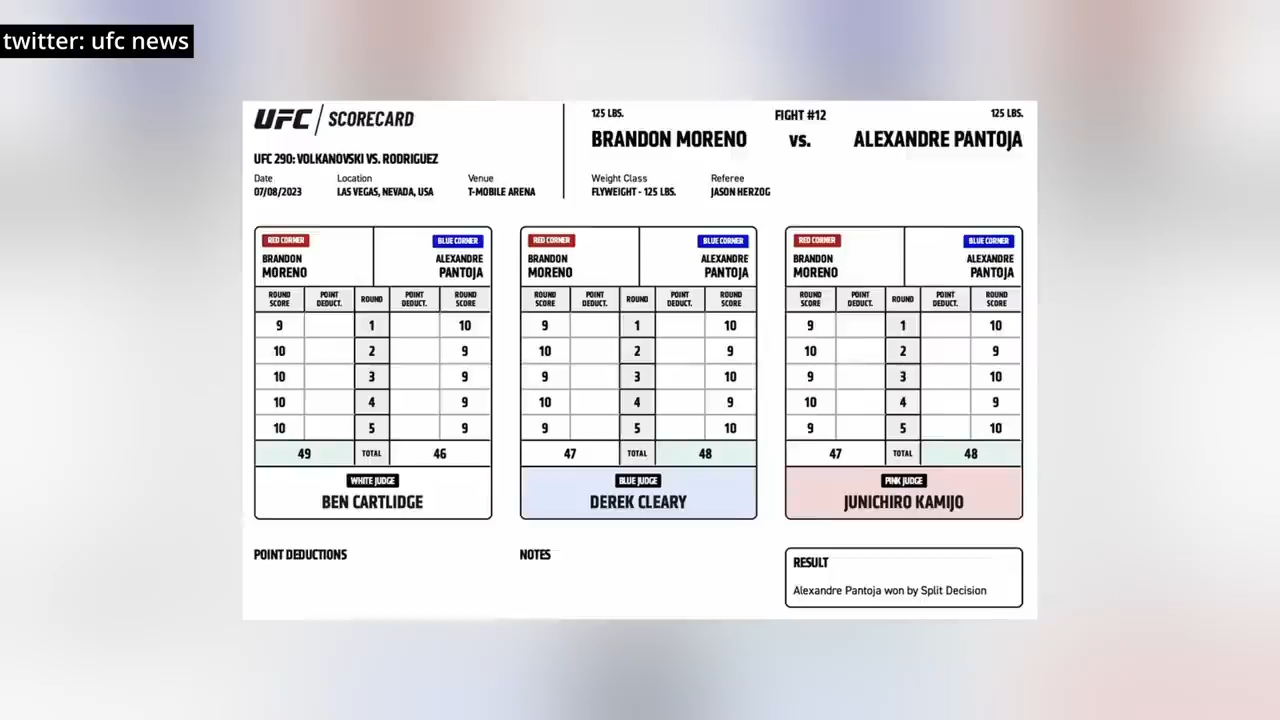 twitter: ufc news
UFC / SCORECARD
UFC 290: VOLKANOVSKI VS. RODRIGUEZ
Date Location Venue
07/08/2023 LAS VEGAS, NEVADA, USA T-MOBILE ARENA
125 LBS. FIGHT #12 125 LBS.
BRANDON MORENO vs. ALEXANDRE PANTOJA
Weight Class Referee
FLYWEIGHT - 125 LBS. JASON HERZOG
RED CORNER BLUE CORNER
BRANDON ALEXANDRE
MORENO PANTOJA
ROUND SCORE POINT DEDUCT. ROUND POINT DEDUCT. ROUND SCORE
9 1 10
10 2 9
10 3 9
10 4 9
10 5 9
49 TOTAL 46
WHITE JUDGE
BEN CARTLIDGE
RED CORNER BLUE CORNER
BRANDON ALEXANDRE
MORENO PANTOJA
ROUND SCORE POINT DEDUCT. ROUND POINT DEDUCT. ROUND SCORE
9 1 10
10 2 9
9 3 10
10 4 9
9 5 10
47 TOTAL 48
BLUE JUDGE
DEREK CLEARY
RED CORNER BLUE CORNER
BRANDON ALEXANDRE
MORENO PANTOJA
ROUND SCORE POINT DEDUCT. ROUND POINT DEDUCT. ROUND SCORE
9 1 10
10 2 9
9 3 10
10 4 9
9 5 10
47 TOTAL 48
PINK JUDGE
JUNICHIRO KAMIJO
POINT DEDUCTIONS
NOTES
RESULT
Alexandre Pantoja won by Split Decision